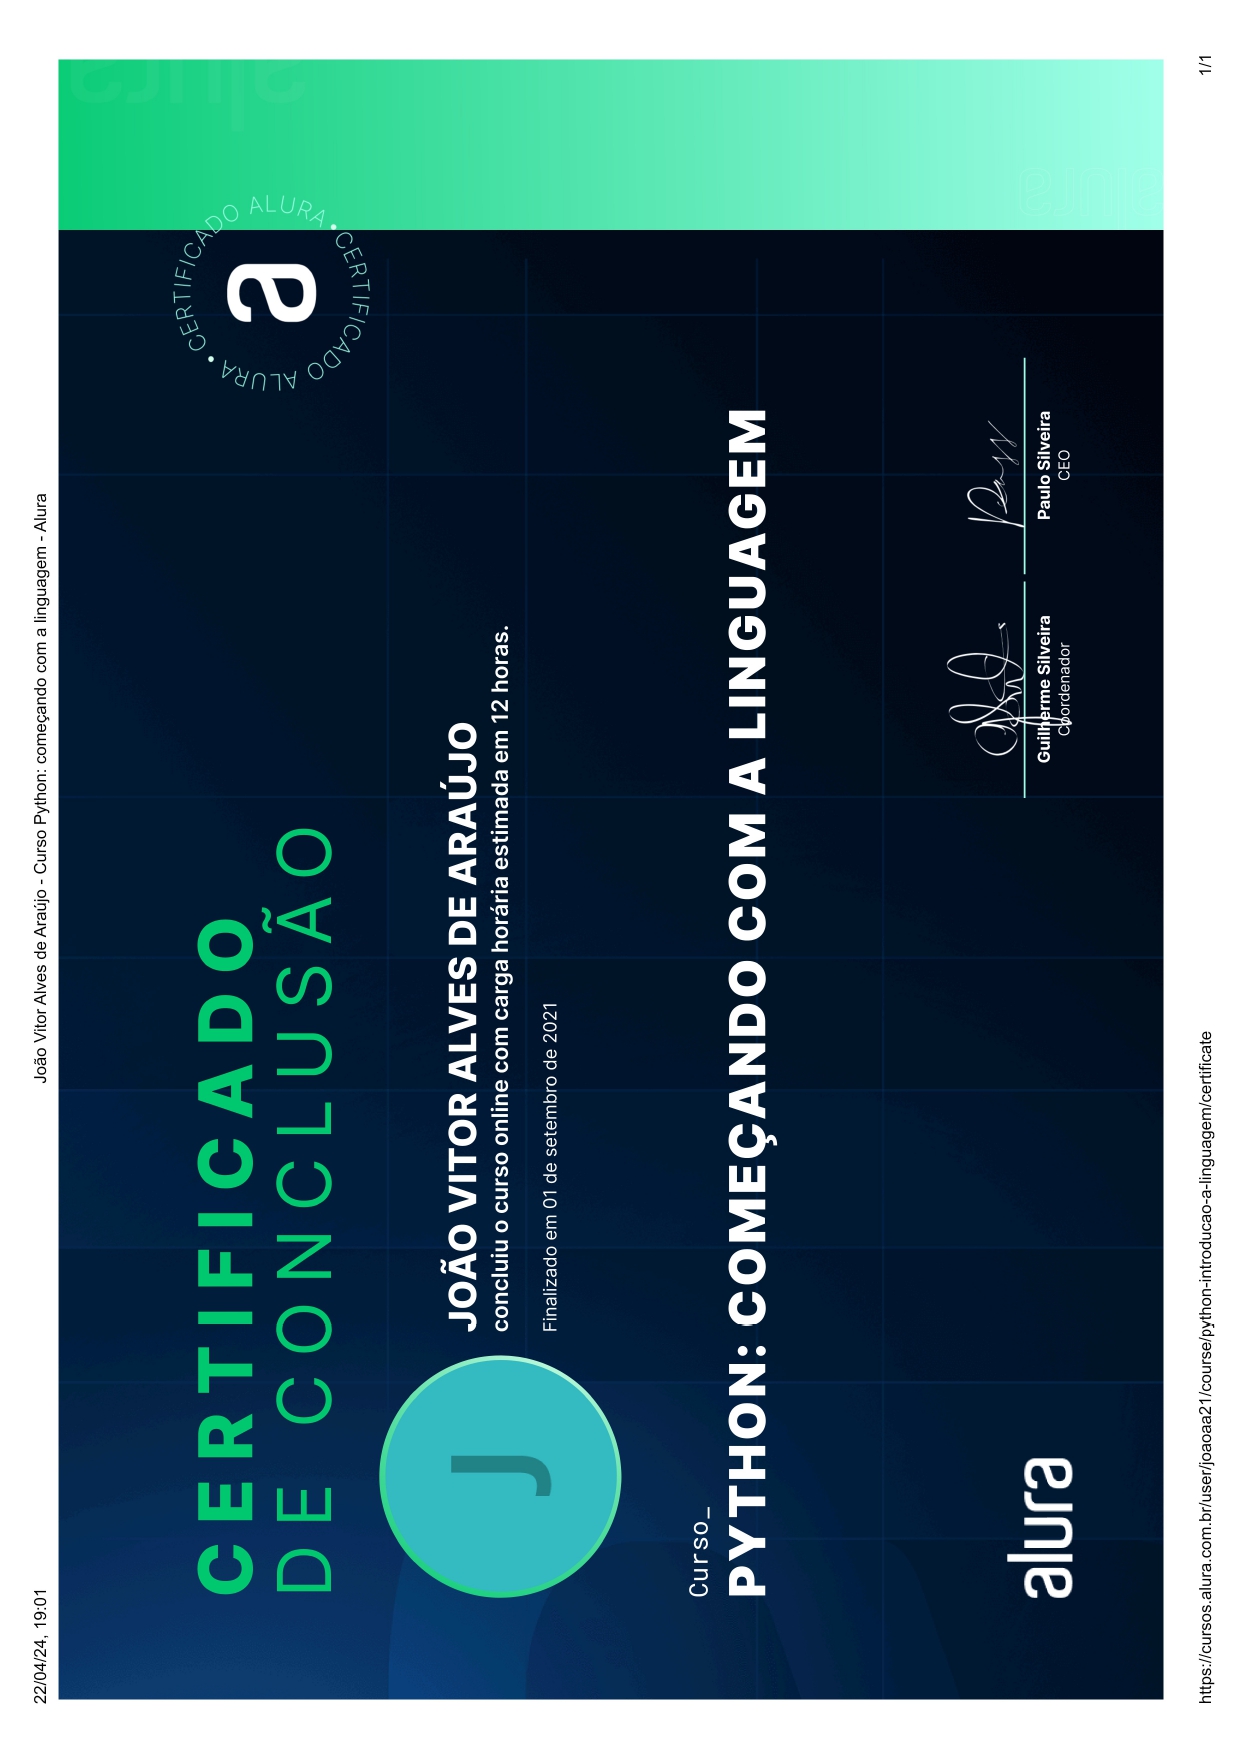 22/04/24, 19:01
João Vitor Alves de Araújo - Curso Python: começando com a linguagem - Alura
alura
CERTIFICADO ALURA • CERTIFICADO ALURA •
a
CERTIFICADO
DE CONCLUSÃO
J
JOÃO VITOR ALVES DE ARAÚJO
concluiu o curso online com carga horária estimada em 12 horas.
Finalizado em 01 de setembro de 2021
Curso_
PYTHON: COMEÇANDO COM A LINGUAGEM
alura
Guilherme Silveira
Coordenador
Paulo Silveira
CEO
alura
https://cursos.alura.com.br/user/joaoaa21/course/python-introducao-a-linguagem/certificate
1/1